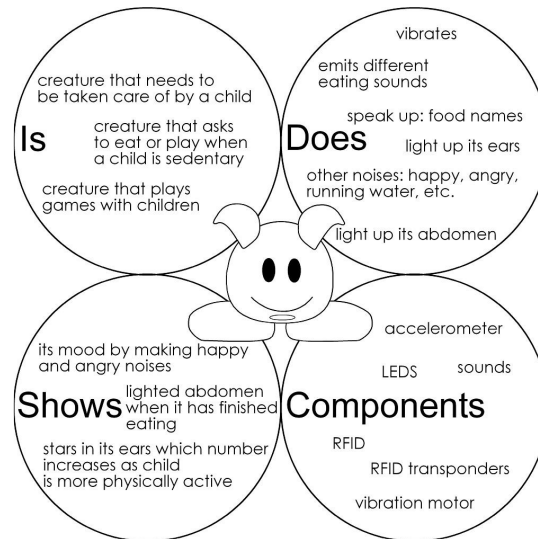 Is
creature that needs to
be taken care of by a child
creature that asks
to eat or play when
a child is sedentary
creature that plays
games with children
Does
vibrates
emits different
eating sounds
speak up: food names
light up its ears
other noises: happy, angry,
running water, etc.
light up its abdomen
Shows
its mood by making happy
and angry noises
lighted abdomen
when it has finished
eating
stars in its ears which number
increases as child
is more physically active
Components
accelerometer
LEDS
sounds
RFID
RFID transponders
vibration motor